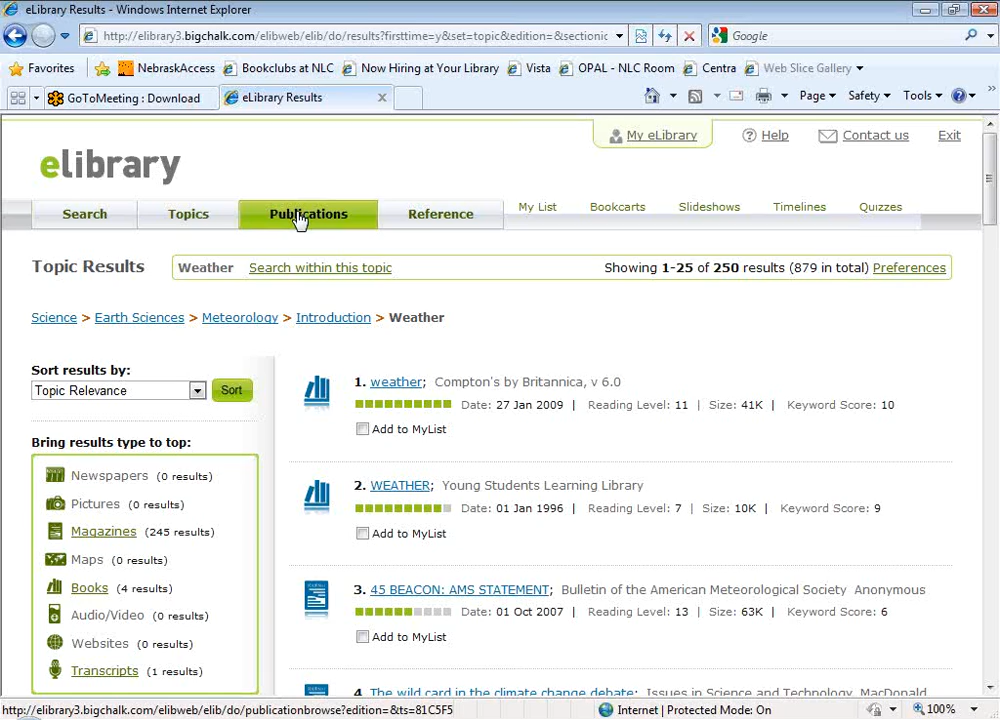 eLibrary Results - Windows Internet Explorer
http://elibrary3.bigchalk.com/elibweb/elib/do/results?firsttime=y&set=topic&edition=&sectionic
Google
Favorites NebraskAccess Bookclubs at NLC Now Hiring at Your Library Vista OPAL - NLC Room Centra Web Slice Gallery
GoToMeeting : Download eLibrary Results Page Safety Tools
My eLibrary Help Contact us Exit
elibrary
Search Topics Publications Reference My List Bookcarts Slideshows Timelines Quizzes
Topic Results Weather Search within this topic Showing 1-25 of 250 results (879 in total) Preferences
Science > Earth Sciences > Meteorology > Introduction > Weather
Sort results by:
Topic Relevance Sort
Bring results type to top:
Newspapers (0 results)
Pictures (0 results)
Magazines (245 results)
Maps (0 results)
Books (4 results)
Audio/Video (0 results)
Websites (0 results)
Transcripts (1 results)
1. weather; Compton's by Britannica, v 6.0
Date: 27 Jan 2009 | Reading Level: 11 | Size: 41K | Keyword Score: 10
Add to MyList
2. WEATHER; Young Students Learning Library
Date: 01 Jan 1996 | Reading Level: 7 | Size: 10K | Keyword Score: 9
Add to MyList
3. 45 BEACON: AMS STATEMENT; Bulletin of the American Meteorological Society Anonymous
Date: 01 Oct 2007 | Reading Level: 13 | Size: 63K | Keyword Score: 6
Add to MyList
4. The wild card in the climate change debate; Issues in Science and Technology, MacDonald
http://elibrary3.bigchalk.com/elibweb/elib/do/publicationbrowse?edition=&ts=81C5F5
Internet | Protected Mode: On 100%